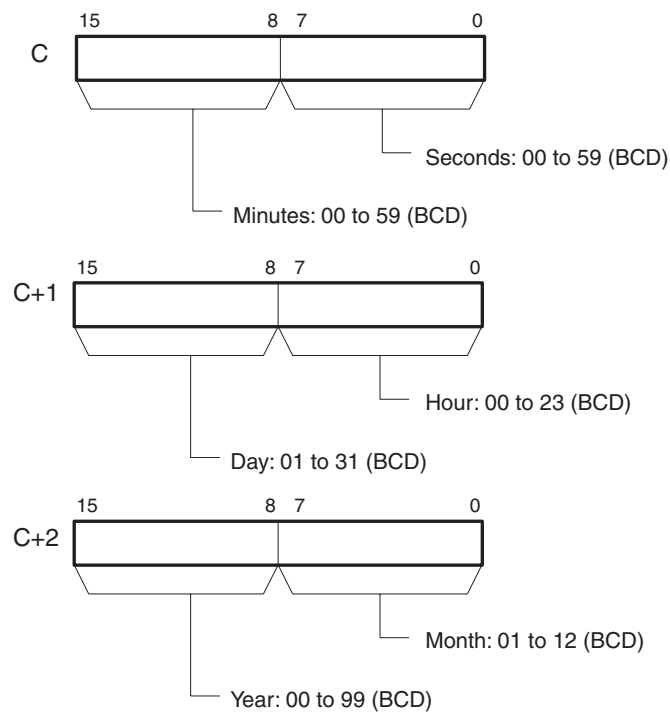 15 8 7 0
C
Seconds: 00 to 59 (BCD)
Minutes: 00 to 59 (BCD)
15 8 7 0
C+1
Hour: 00 to 23 (BCD)
Day: 01 to 31 (BCD)
15 8 7 0
C+2
Month: 01 to 12 (BCD)
Year: 00 to 99 (BCD)